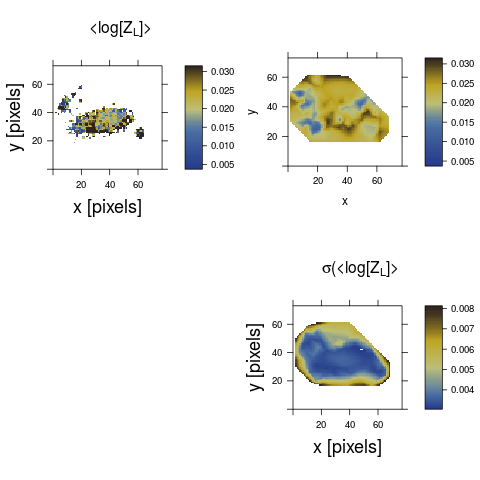 <log[Z_L]>
60
40
20
20 40 60
y [pixels]
x [pixels]
0.030
0.025
0.020
0.015
0.010
0.005
60
40
20
20 40 60
y
x
0.030
0.025
0.020
0.015
0.010
0.005
σ(<log[Z_L]>
60
40
20
20 40 60
y [pixels]
x [pixels]
0.008
0.007
0.006
0.005
0.004